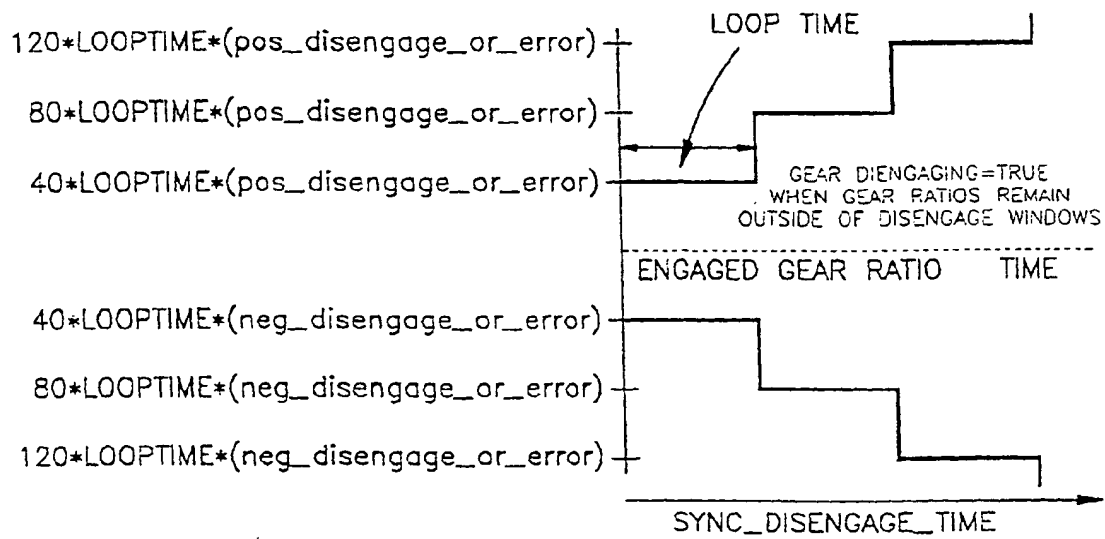 LOOP TIME
120*LOOPTIME*(pos_disengage_or_error)
80*LOOPTIME*(pos_disengage_or_error)
40*LOOPTIME*(pos_disengage_or_error)
GEAR DIENGAGING=TRUE
WHEN GEAR RATIOS REMAIN
OUTSIDE OF DISENGAGE WINDOWS
ENGAGED GEAR RATIO TIME
40*LOOPTIME*(neg_disengage_or_error)
80*LOOPTIME*(neg_disengage_or_error)
120*LOOPTIME*(neg_disengage_or_error)
SYNC_DISENGAGE_TIME